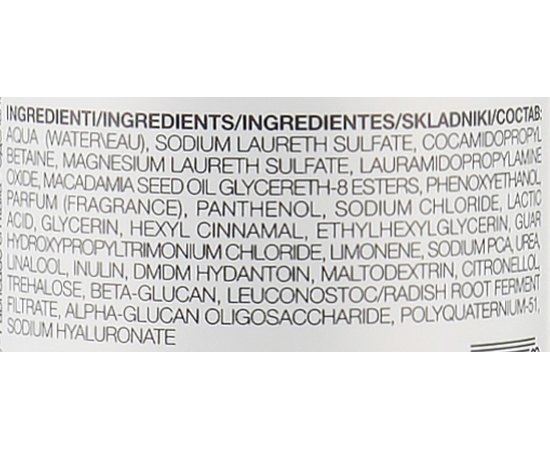 INGREDIENTI/INGREDIENTS/INGREDIENTES/SKLADNIKI/СОСТАВ:
AQUA (WATER\EAU), SODIUM LAURETH SULFATE, COCAMIDOPROPYL
BETAINE, MAGNESIUM LAURETH SULFATE, LAURAMIDOPROPYLAMINE
OXIDE, MACADAMIA SEED OIL GLYCERETH-8 ESTERS, PHENOXYETHANOL,
PARFUM (FRAGRANCE), PANTHENOL, SODIUM CHLORIDE, LACTIC
ACID, GLYCERIN, HEXYL CINNAMAL, ETHYLHEXYLGLYCERIN, GUAR
HYDROXYPROPYLTRIMONIUM CHLORIDE, LIMONENE, SODIUM PCA, UREA,
LINALOOL, INULIN, DMDM HYDANTOIN, MALTODEXTRIN, CITRONELLOL,
TREHALOSE, BETA-GLUCAN, LEUCONOSTOC/RADISH ROOT FERMENT
FILTRATE, ALPHA-GLUCAN OLIGOSACCHARIDE, POLYQUATERNIUM-51,
SODIUM HYALURONATE